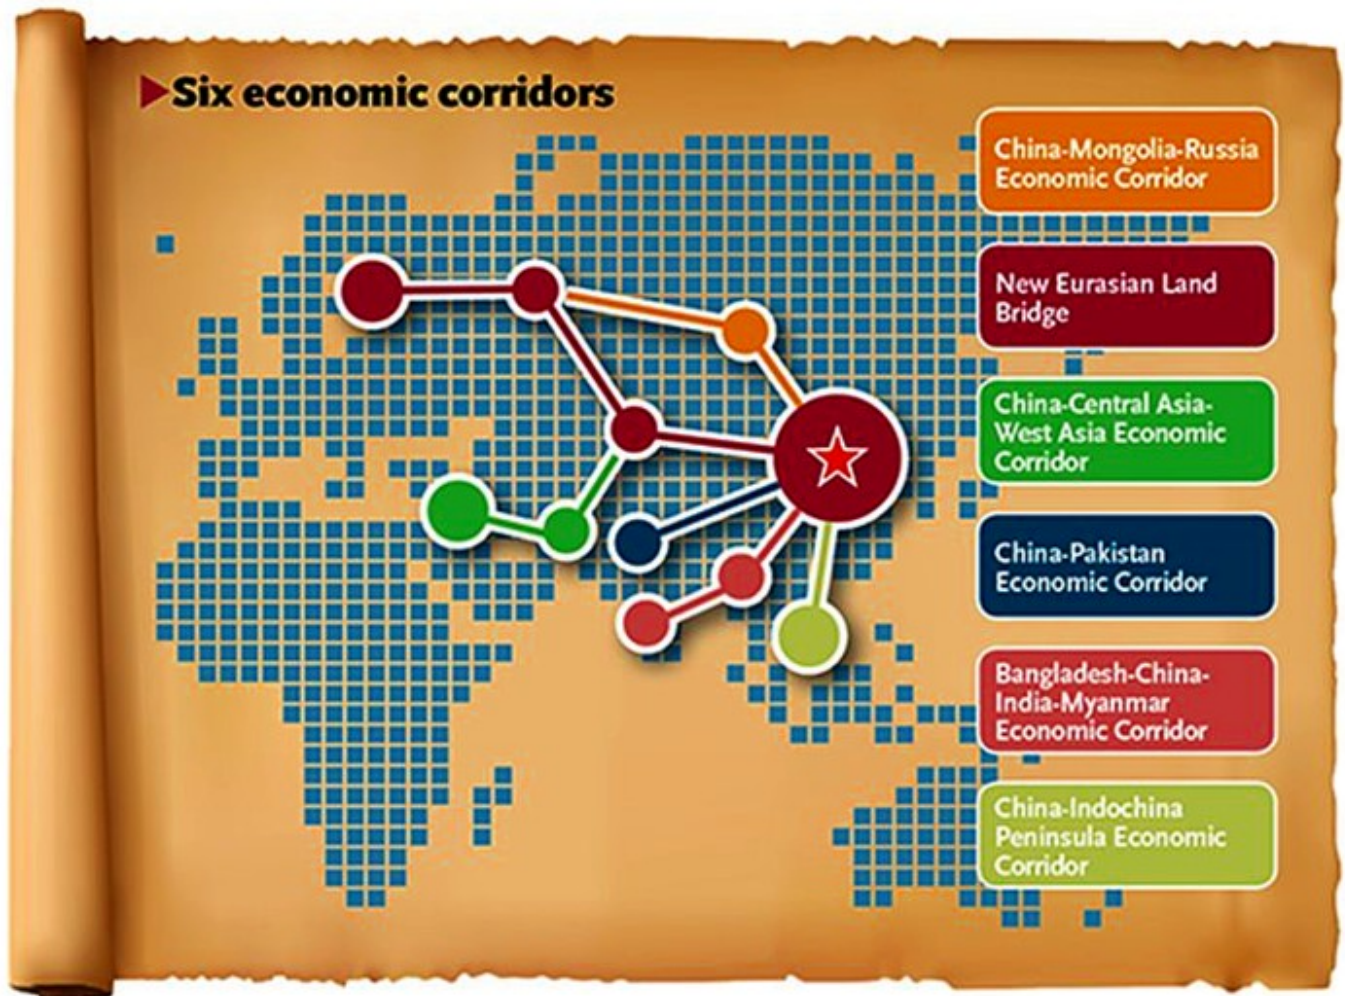 Six economic corridors
China-Mongolia-Russia
Economic Corridor
New Eurasian Land
Bridge
China-Central Asia-
West Asia Economic
Corridor
China-Pakistan
Economic Corridor
Bangladesh-China-
India-Myanmar
Economic Corridor
China-Indochina
Peninsula Economic
Corridor